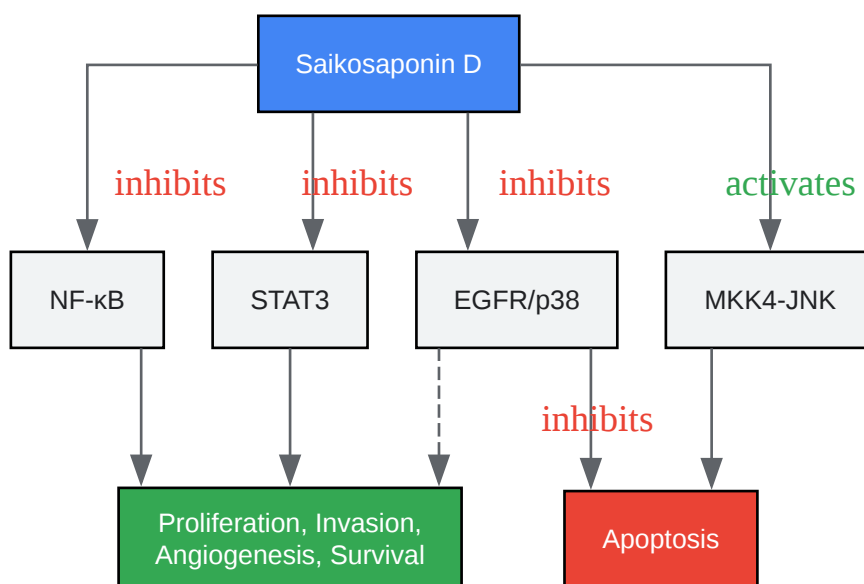 Saikosaponin D
inhibits
inhibits
inhibits
activates
NF-κB
STAT3
EGFR/p38
MKK4-JNK
inhibits
Proliferation, Invasion,
Angiogenesis, Survival
Apoptosis